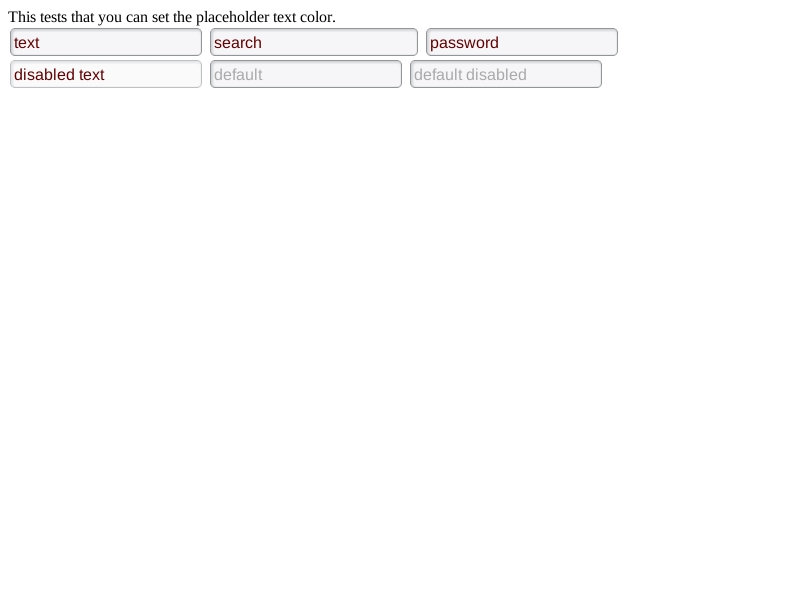 This tests that you can set the placeholder text color.
text search password
disabled text default default disabled